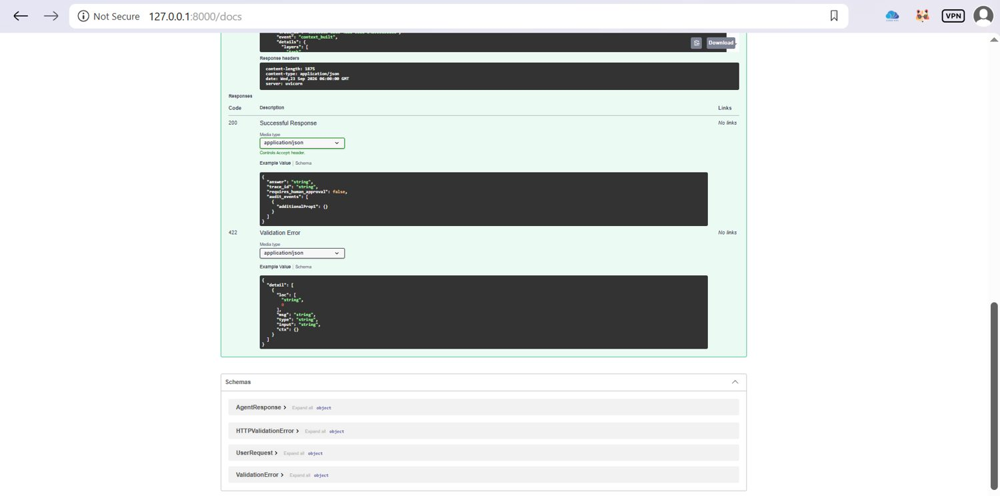 Not Secure 127.0.0.1:8000/docs VPN
"event": "context_built",
"details": {
"layers": [
Download
Response headers
content-length: 1875
content-type: application/json
date: Wed,23 Sep 2026 06:00:00 GMT
server: uvicorn
Responses
Code Description Links
200 Successful Response No links
Media type
application/json
Controls Accept header.
Example Value | Schema
{
"answer": "string",
"trace_id": "string",
"requires_human_approval": false,
"audit_events": [
{
"additionalProp1": {}
}
]
}
422 Validation Error No links
Media type
application/json
Example Value | Schema
{
"detail": [
{
"loc": [
"string",
0
],
"msg": "string",
"type": "string",
"input": "string",
"ctx": {}
}
]
}
Schemas
AgentResponse Expand all object
HTTPValidationError Expand all object
UserRequest Expand all object
ValidationError Expand all object